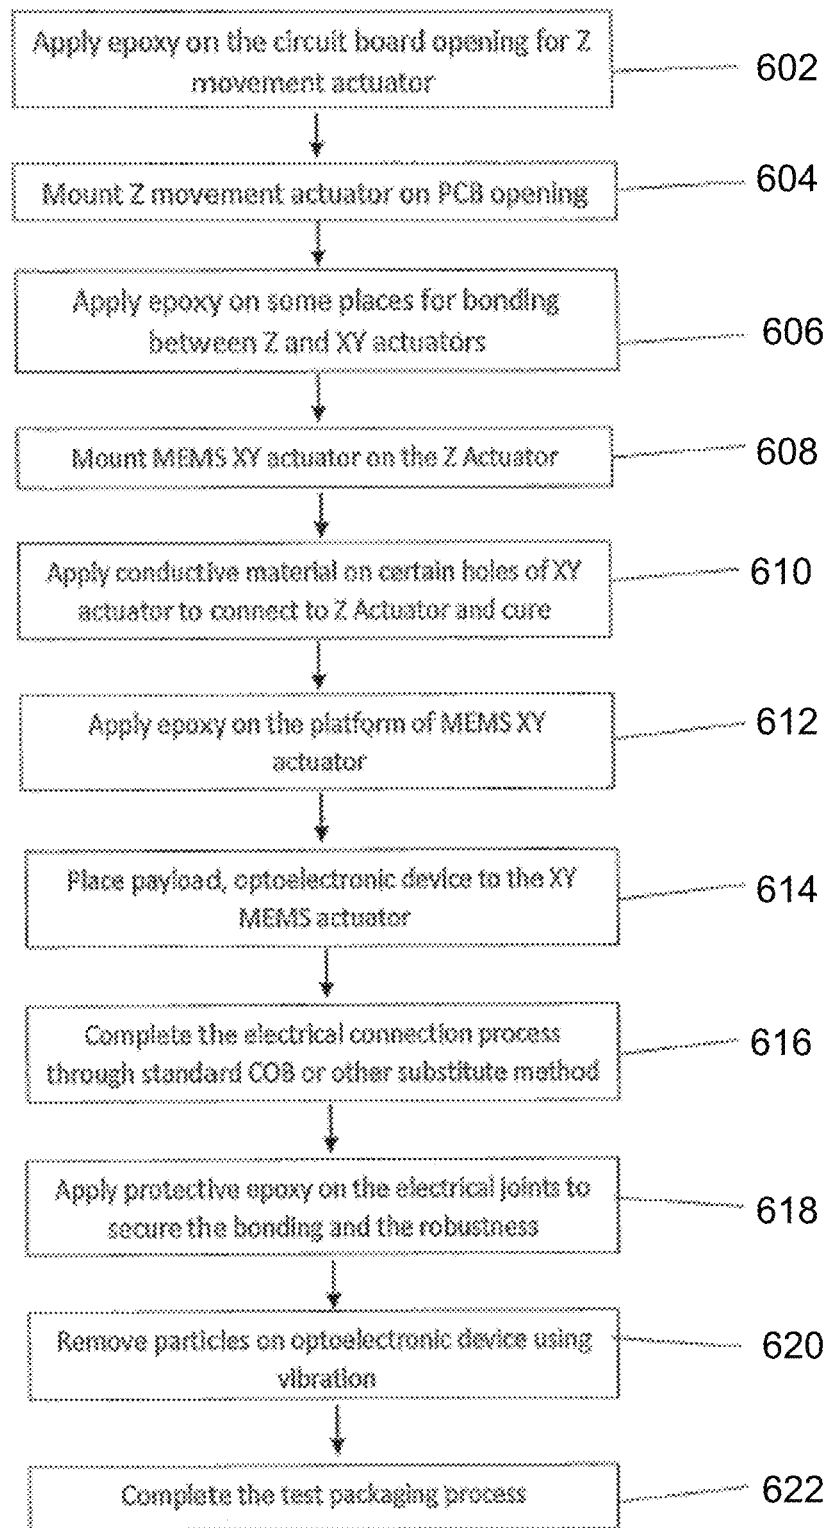 Apply epoxy on the circuit board opening for Z
movement actuator
602
Mount Z movement actuator on PCB opening
604
Apply epoxy on some places for bonding
between Z and XY actuators
606
Mount MEMS XY actuator on the Z Actuator
608
Apply conductive material on certain holes of XY
actuator to connect to Z Actuator and cure
610
Apply epoxy on the platform of MEMS XY
actuator
612
Place payload, optoelectronic device to the XY
MEMS actuator
614
Complete the electrical connection process
through standard COB or other substitute method
616
Apply protective epoxy on the electrical joints to
secure the bonding and the robustness
618
Remove particles on optoelectronic device using
vibration
620
Complete the test packaging process
622